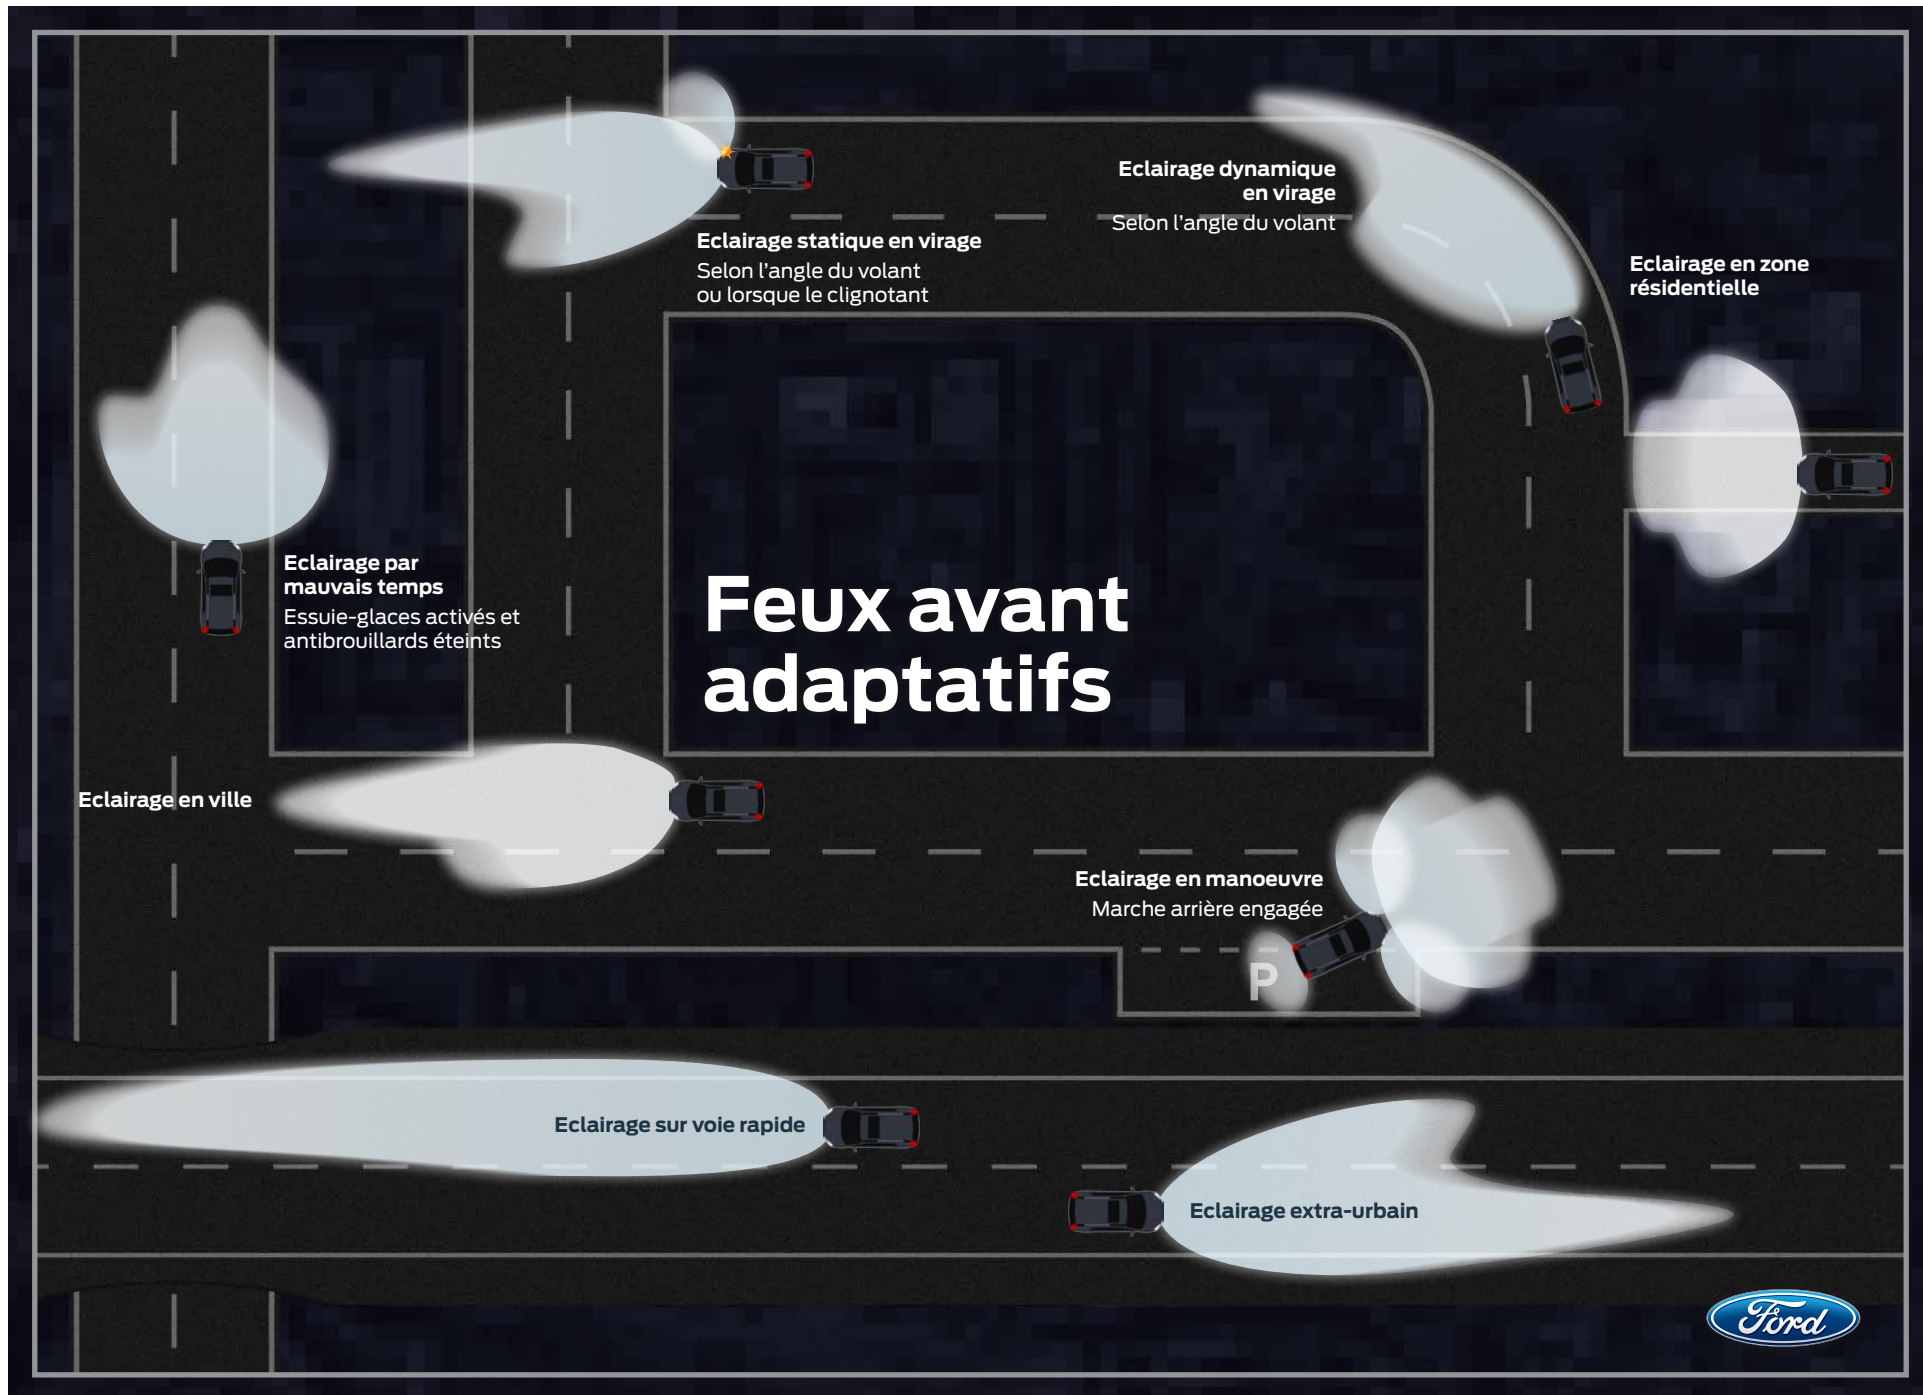 Eclairage dynamique
en virage
Selon l'angle du volant
Eclairage statique en virage
Selon l'angle du volant
ou lorsque le clignotant
Eclairage en zone
résidentielle
Eclairage par
mauvais temps
Essuie-glaces activés et
antibrouillards éteints
Feux avant
adaptatifs
Eclairage en ville
Eclairage en manoeuvre
Marche arrière engagée
P
Eclairage sur voie rapide
Eclairage extra-urbain
Ford